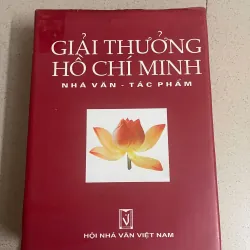 GIẢI THƯỞNG
HỒ CHÍ MINH
NHÀ VĂN - TÁC PHẨM
HỘI NHÀ VĂN VIỆT NAM